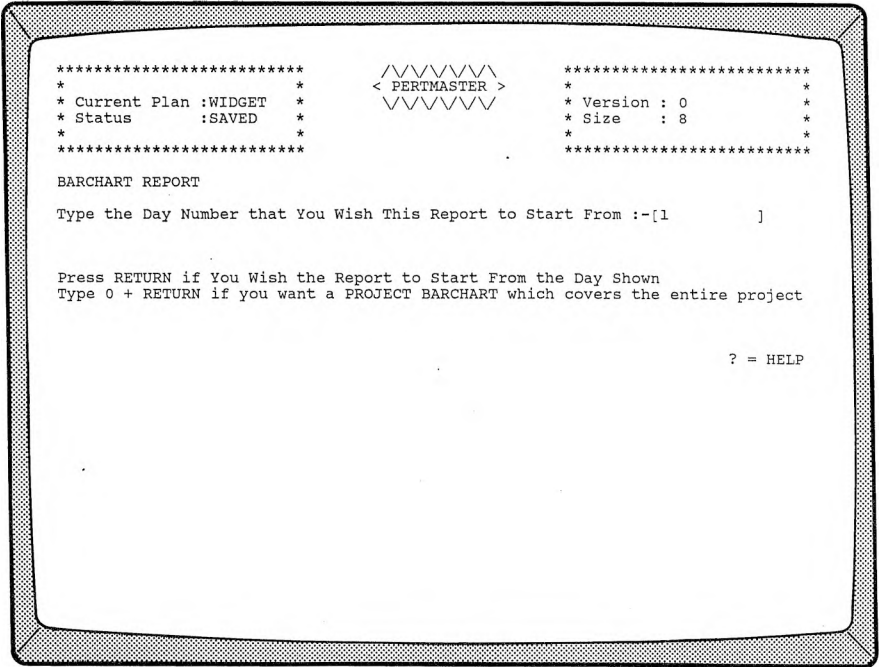 ************************** /\/\/\/\/\/\ **************************
* * < PERTMASTER > * *
* Current Plan :WIDGET * \/\/\/\/\/\/ * Version : 0 *
* Status :SAVED * * Size : 8 *
* * * *
************************** **************************
BARCHART REPORT
Type the Day Number that You Wish This Report to Start From :-[1 ]
Press RETURN if You Wish the Report to Start From the Day Shown
Type 0 + RETURN if you want a PROJECT BARCHART which covers the entire project
? = HELP